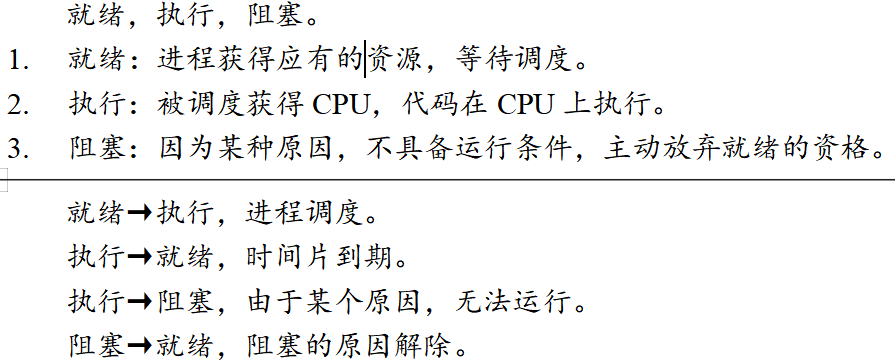 就绪，执行，阻塞。
1. 就绪：进程获得应有的资源，等待调度。
2. 执行：被调度获得 CPU，代码在 CPU 上执行。
3. 阻塞：因为某种原因，不具备运行条件，主动放弃就绪的资格。
就绪→执行，进程调度。
执行→就绪，时间片到期。
执行→阻塞，由于某个原因，无法运行。
阻塞→就绪，阻塞的原因解除。